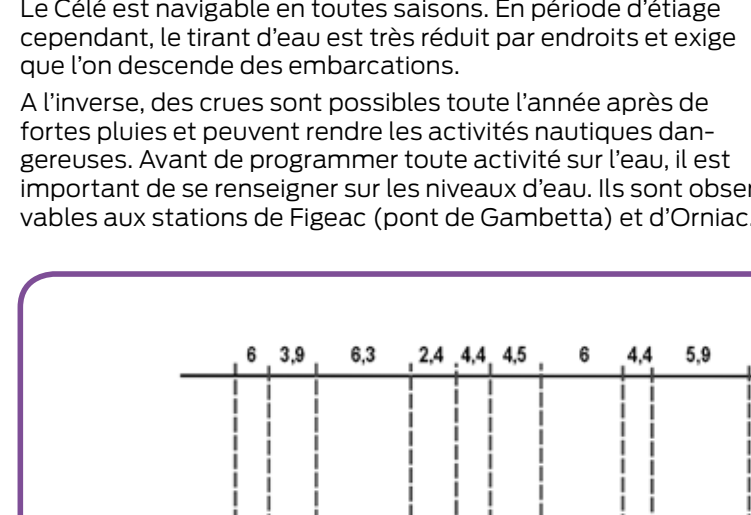 Le Célé est navigable en toutes saisons. En période d'étiage
cependant, le tirant d'eau est très réduit par endroits et exige
que l'on descende des embarcations.
A l'inverse, des crues sont possibles toute l'année après de
fortes pluies et peuvent rendre les activités nautiques dan-
gereuses. Avant de programmer toute activité sur l'eau, il est
important de se renseigner sur les niveaux d'eau. Ils sont obser
vables aux stations de Figeac (pont de Gambetta) et d'Orniac.
6 3,9 6,3 2,4 4,4 4,5 6 4,4 5,9